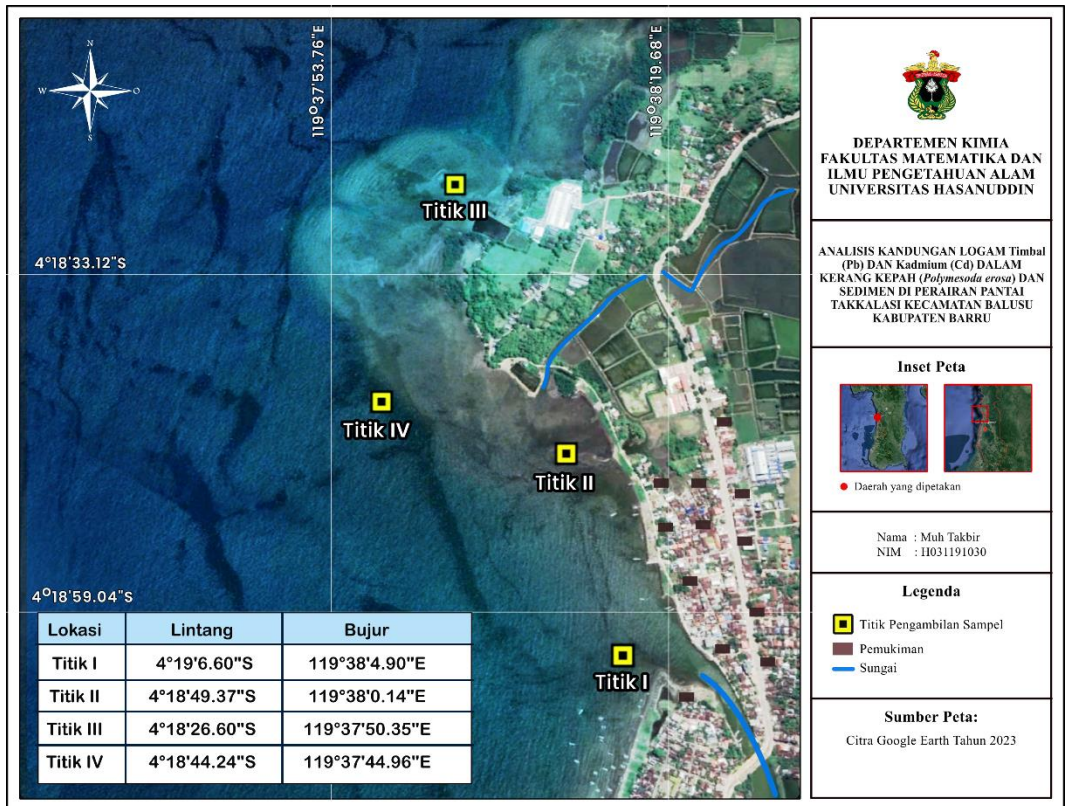 N
W
O
S
119°37'53.76"E
119°38'19.68"E
4°18'33.12"S
4°18'59.04"S
Titik III
Titik IV
Titik II
Titik I
Lokasi Lintang Bujur
Titik I 4°19'6.60"S 119°38'4.90"E
Titik II 4°18'49.37"S 119°38'0.14"E
Titik III 4°18'26.60"S 119°37'50.35"E
Titik IV 4°18'44.24"S 119°37'44.96"E
DEPARTEMEN KIMIA
FAKULTAS MATEMATIKA DAN
ILMU PENGETAHUAN ALAM
UNIVERSITAS HASANUDDIN
ANALISIS KANDUNGAN LOGAM Timbal
(Pb) DAN Kadmium (Cd) DALAM
KERANG KEPAH (Polymesoda erosa) DAN
SEDIMEN DI PERAIRAN PANTAI
TAKKALASI KECAMATAN BALUSU
KABUPATEN BARRU
Inset Peta
Daerah yang dipetakan
Nama : Muh Takbir
NIM : H031191030
Legenda
Titik Pengambilan Sampel
Pemukiman
Sungai
Sumber Peta:
Citra Google Earth Tahun 2023